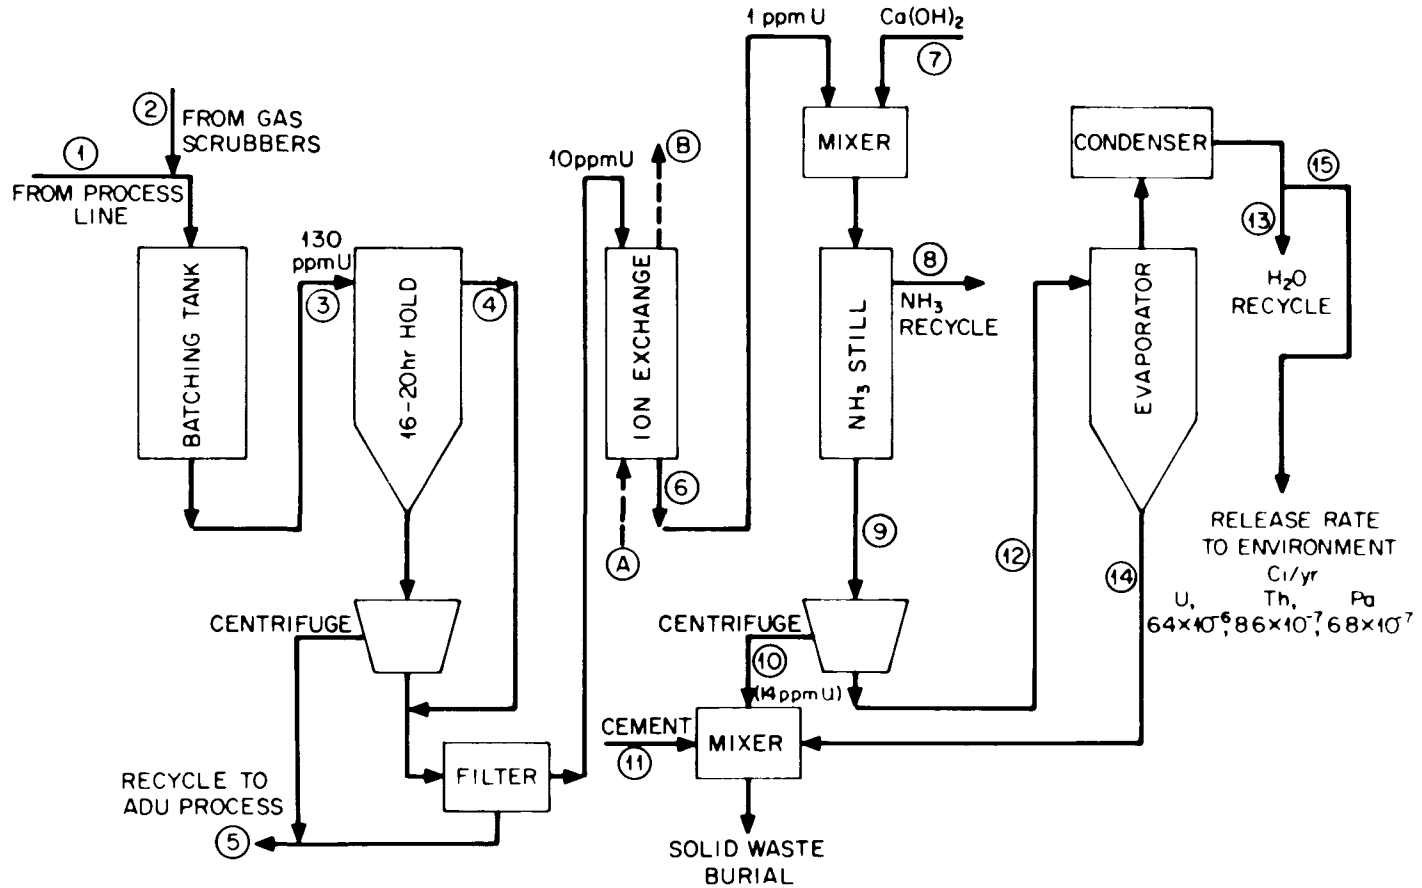 1 ppm U
Ca(OH)₂
7
2
FROM GAS
SCRUBBERS
1
FROM PROCESS
LINE
MIXER
CONDENSER
15
10ppmU
B
130
ppmU
3
4
13
8
NH₃
RECYCLE
H₂O
RECYCLE
BATCHING TANK
16-20hr HOLD
ION EXCHANGE
NH₃ STILL
EVAPORATOR
6
A
9
12
14
RELEASE RATE
TO ENVIRONMENT
Ci/yr
U, Th, Pa
64×10⁻⁶, 86×10⁻⁷, 68×10⁻⁷
CENTRIFUGE
CENTRIFUGE
10
(14ppmU)
CEMENT
11
MIXER
FILTER
RECYCLE TO
ADU PROCESS
5
SOLID WASTE
BURIAL